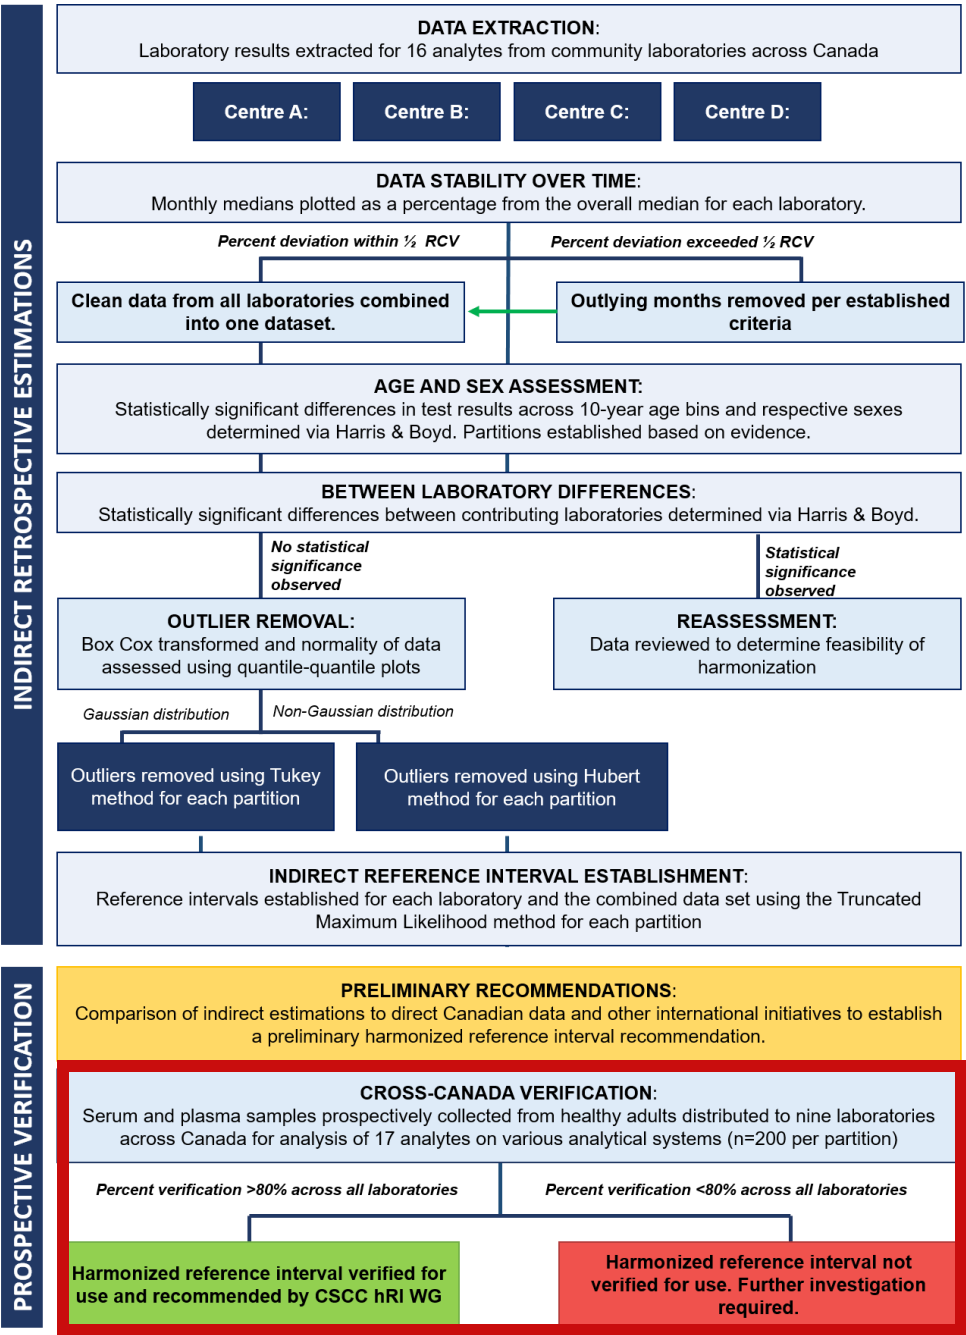 INDIRECT RETROSPECTIVE ESTIMATIONS
DATA EXTRACTION:
Laboratory results extracted for 16 analytes from community laboratories across Canada
Centre A:
Centre B:
Centre C:
Centre D:
DATA STABILITY OVER TIME:
Monthly medians plotted as a percentage from the overall median for each laboratory.
Percent deviation within ½ RCV
Percent deviation exceeded ½ RCV
Clean data from all laboratories combined
into one dataset.
Outlying months removed per established
criteria
AGE AND SEX ASSESSMENT:
Statistically significant differences in test results across 10-year age bins and respective sexes
determined via Harris & Boyd. Partitions established based on evidence.
BETWEEN LABORATORY DIFFERENCES:
Statistically significant differences between contributing laboratories determined via Harris & Boyd.
No statistical
significance
observed
Statistical
significance
observed
OUTLIER REMOVAL:
Box Cox transformed and normality of data
assessed using quantile-quantile plots
REASSESSMENT:
Data reviewed to determine feasibility of
harmonization
Gaussian distribution
Non-Gaussian distribution
Outliers removed using Tukey
method for each partition
Outliers removed using Hubert
method for each partition
INDIRECT REFERENCE INTERVAL ESTABLISHMENT:
Reference intervals established for each laboratory and the combined data set using the Truncated
Maximum Likelihood method for each partition
PROSPECTIVE VERIFICATION
PRELIMINARY RECOMMENDATIONS:
Comparison of indirect estimations to direct Canadian data and other international initiatives to establish
a preliminary harmonized reference interval recommendation.
CROSS-CANADA VERIFICATION:
Serum and plasma samples prospectively collected from healthy adults distributed to nine laboratories
across Canada for analysis of 17 analytes on various analytical systems (n=200 per partition)
Percent verification >80% across all laboratories
Percent verification <80% across all laboratories
Harmonized reference interval verified for
use and recommended by CSCC hRI WG
Harmonized reference interval not
verified for use. Further investigation
required.